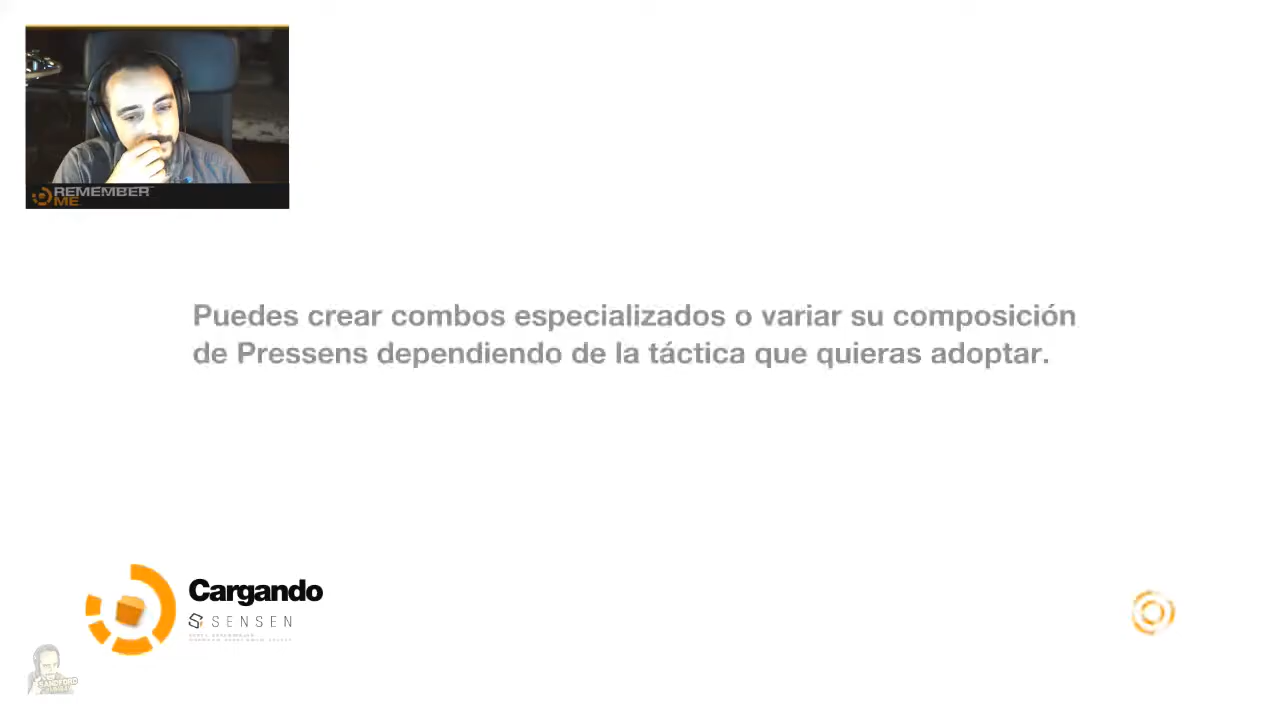 REMEMBER
ME
Puedes crear combos especializados o variar su composición
de Pressens dependiendo de la táctica que quieras adoptar.
Cargando
SENSEN